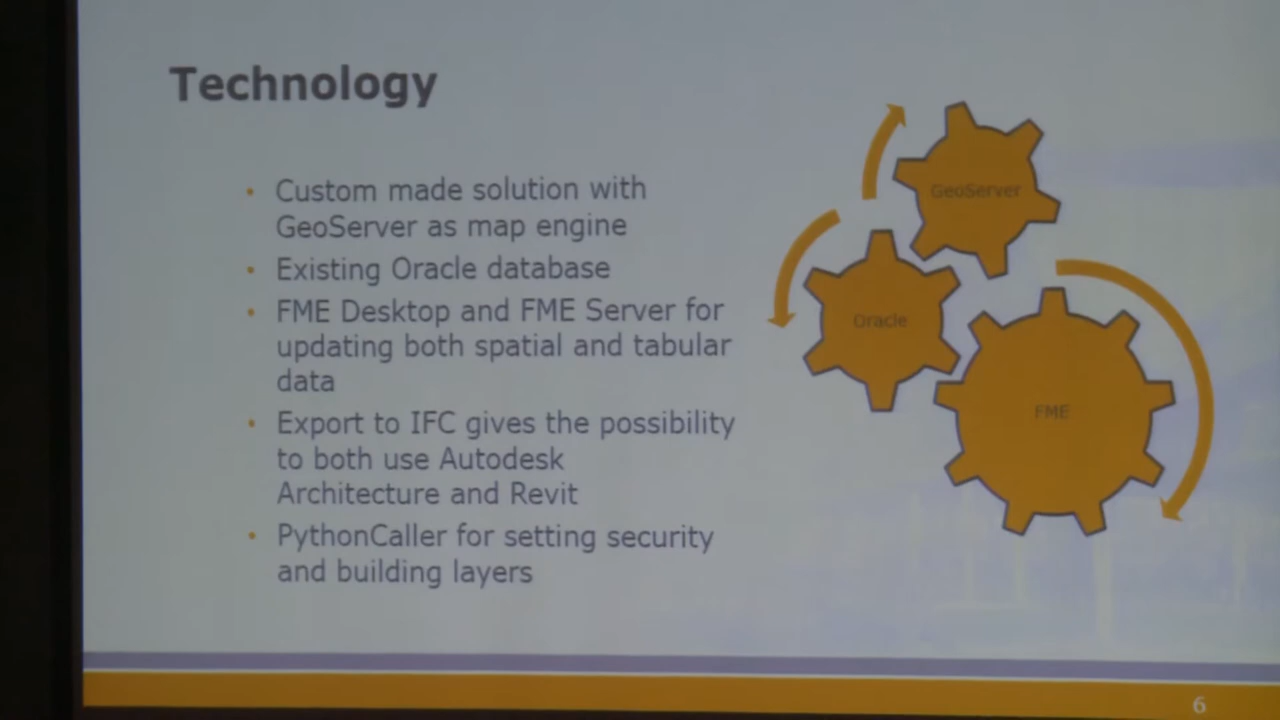 Technology
• Custom made solution with
GeoServer as map engine
• Existing Oracle database
• FME Desktop and FME Server for
updating both spatial and tabular
data
• Export to IFC gives the possibility
to both use Autodesk
Architecture and Revit
• PythonCaller for setting security
and building layers
GeoServer
Oracle
FME
6